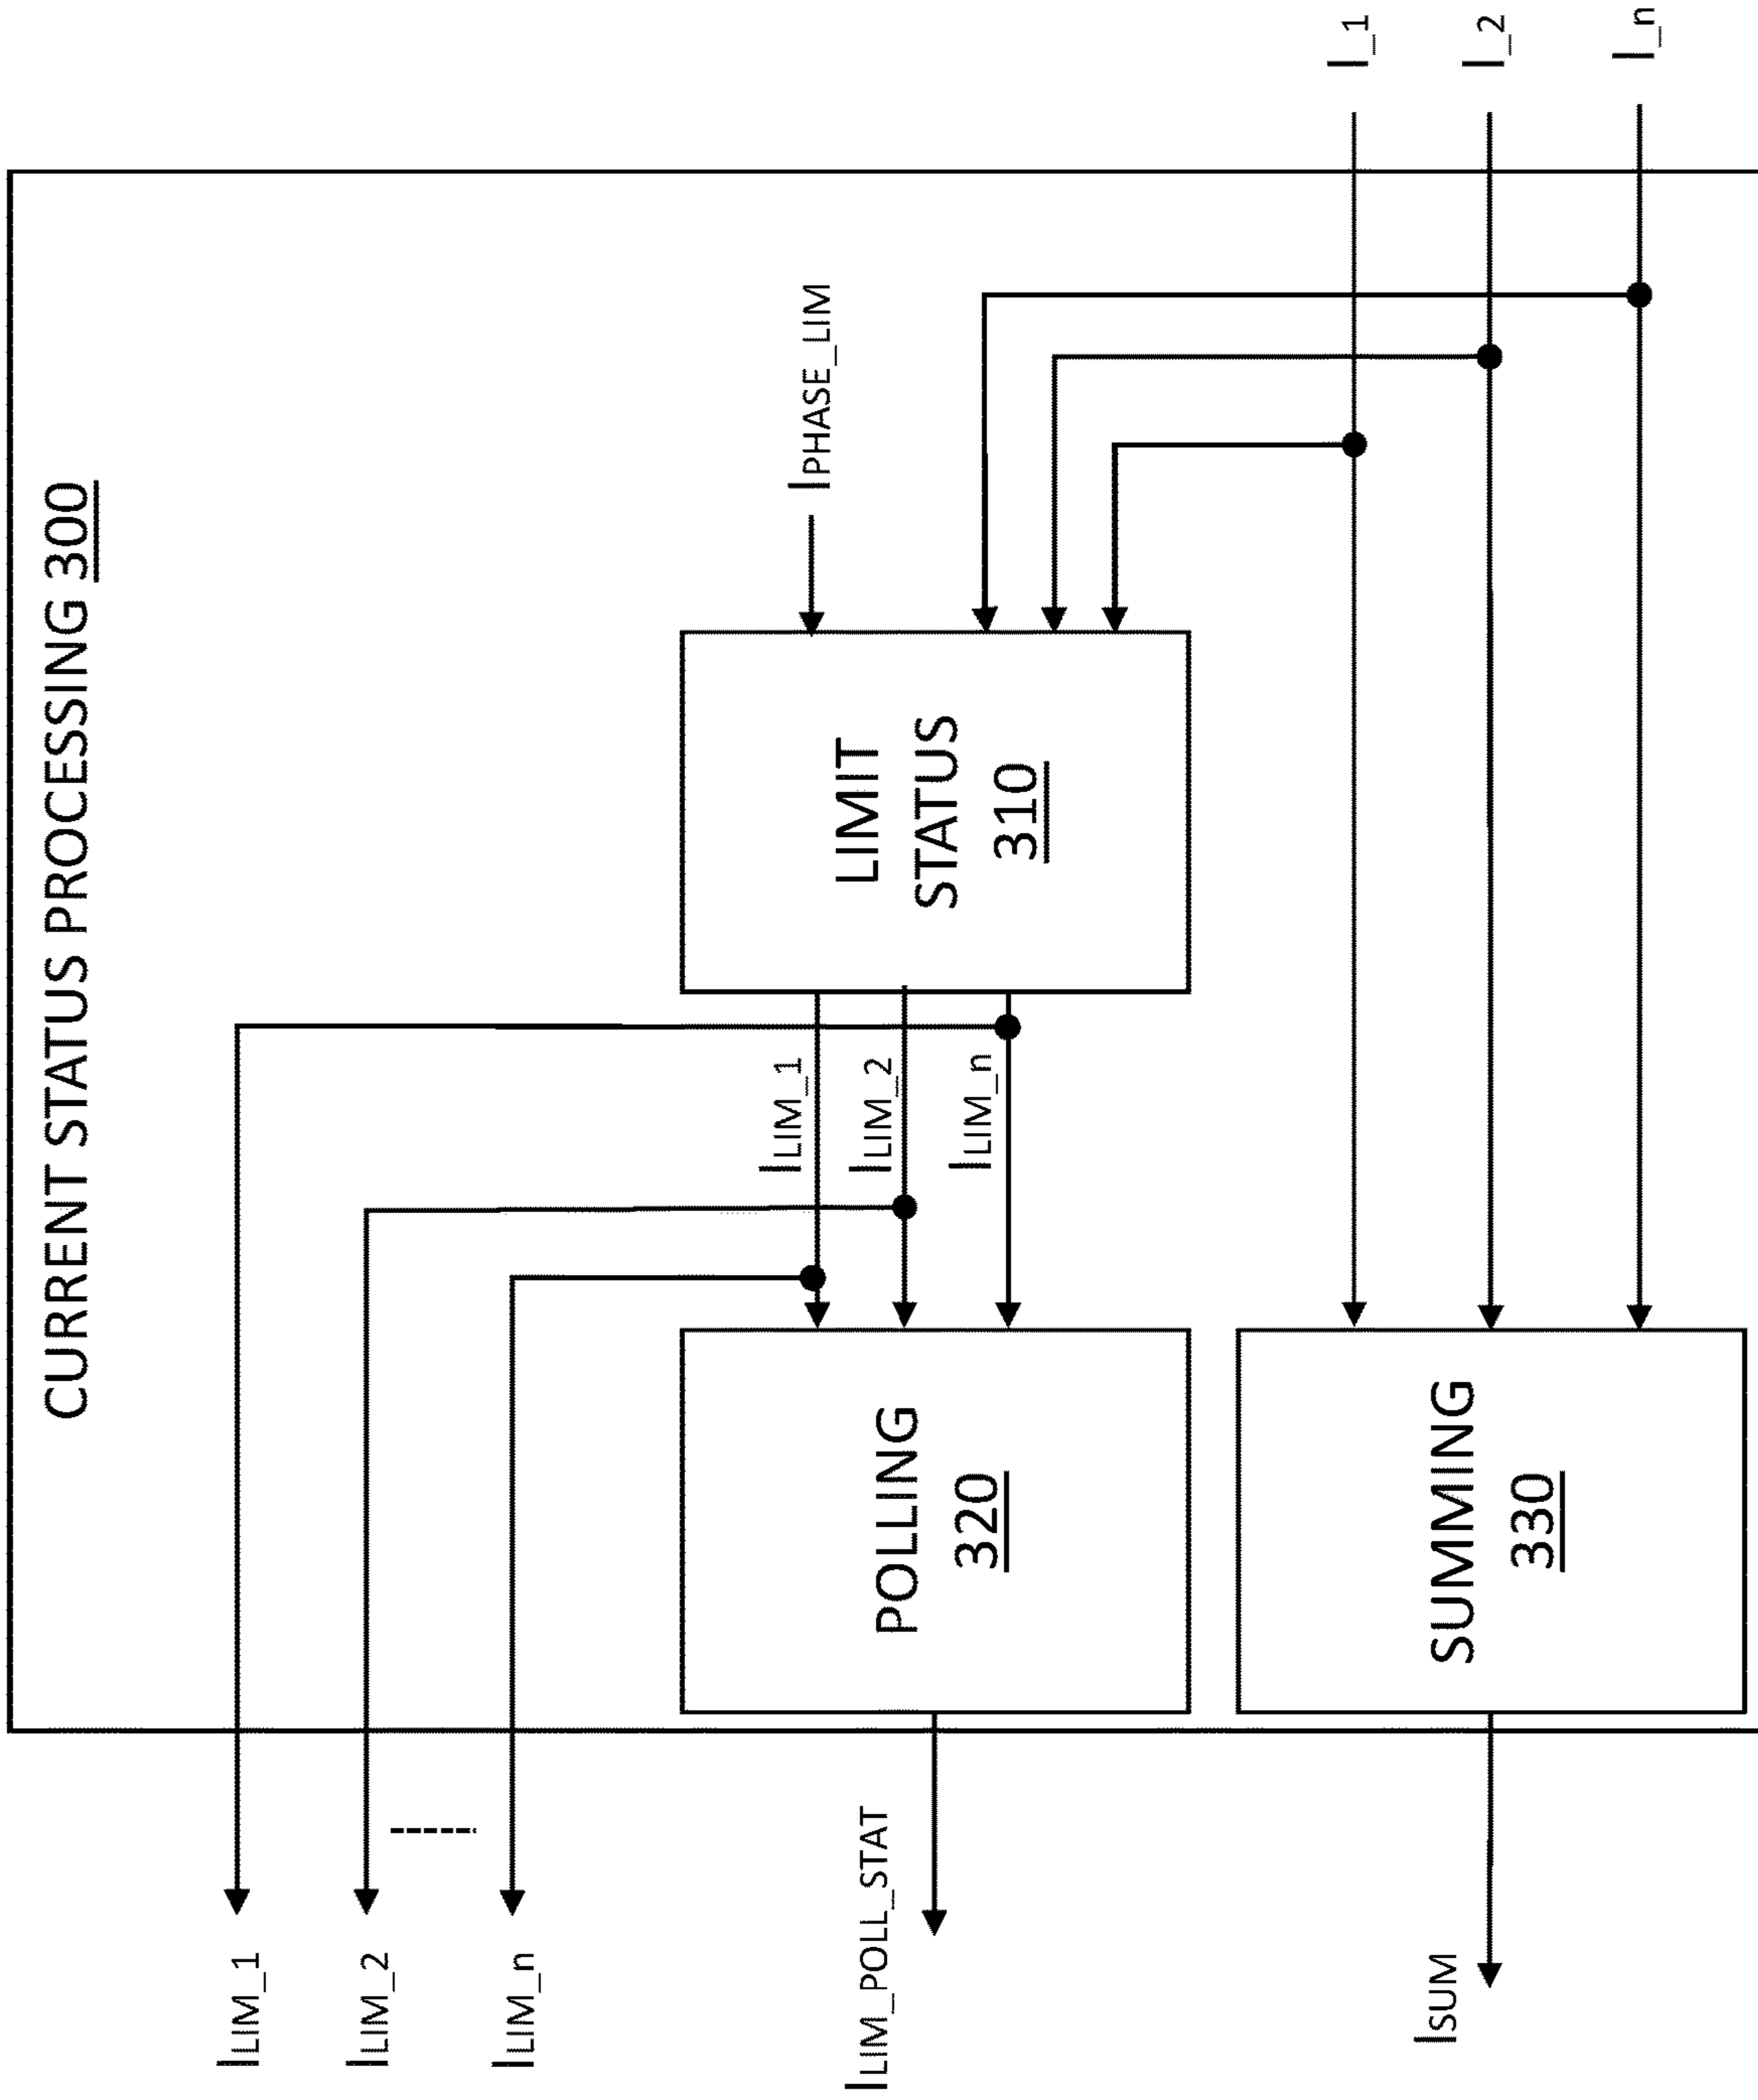 CURRENT STATUS PROCESSING 300
ILIM_1
ILIM_2
ILIM_n
ILIM_POLL_STAT
ISUM
POLLING
320
SUMMING
330
ILIM_1
ILIM_2
ILIM_n
LIMIT
STATUS
310
IPHASE_LIM
I_1
I_2
I_n